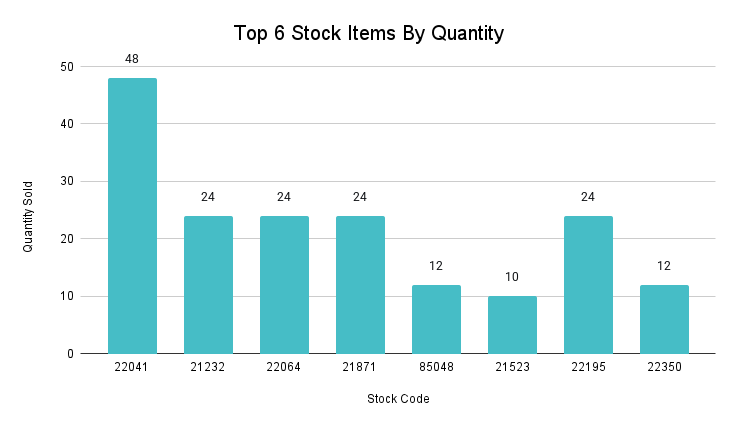 Top 6 Stock Items By Quantity
48
50
40
24 24 24 24
30
Quantity Sold
20
12 12
10
10
0
22041 21232 22064 21871 85048 21523 22195 22350
Stock Code